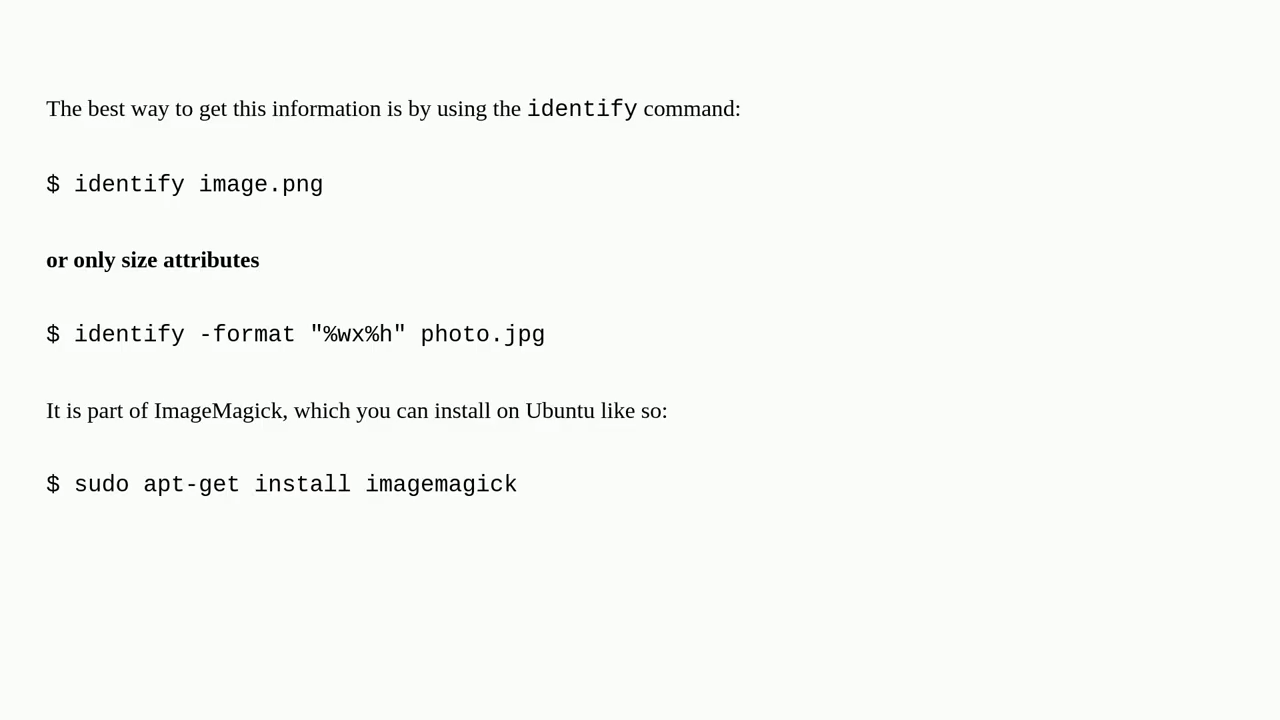 The best way to get this information is by using the identify command:
$ identify image.png
or only size attributes
$ identify -format "%wx%h" photo.jpg
It is part of ImageMagick, which you can install on Ubuntu like so:
$ sudo apt-get install imagemagick